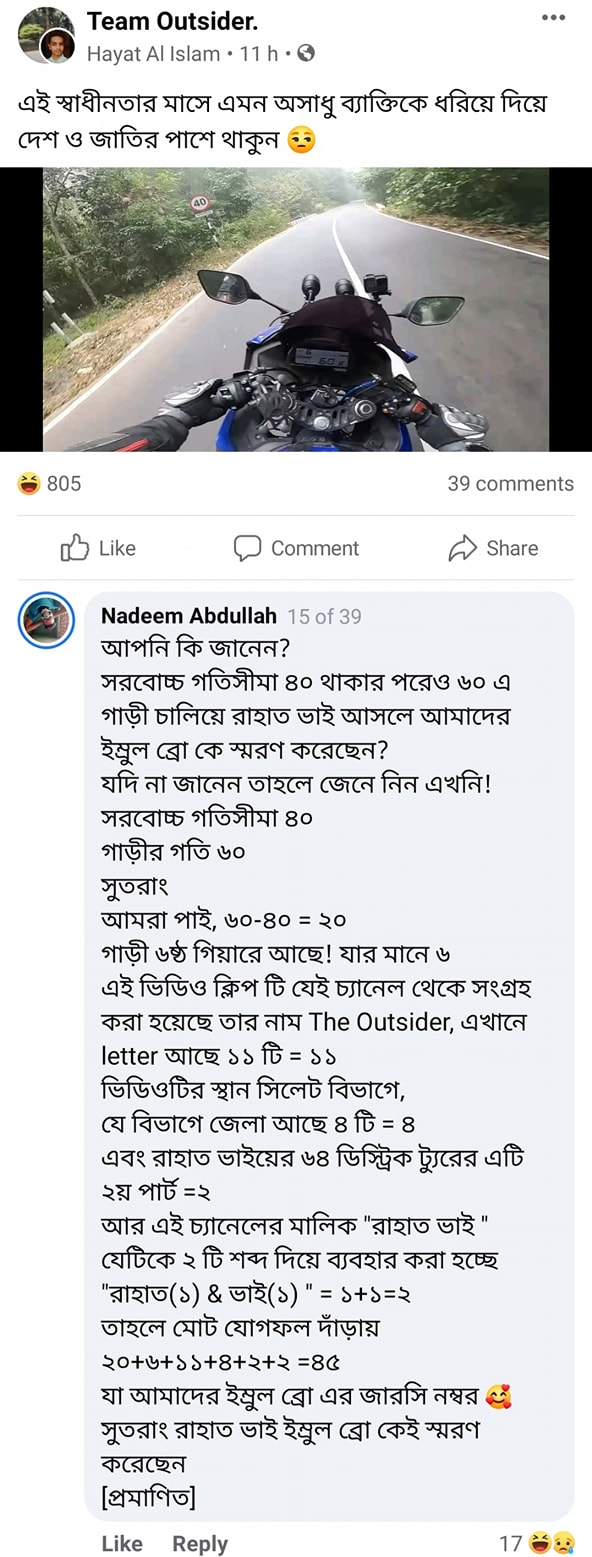 Team Outsider.
Hayat Al Islam • 11 h •
এই স্বাধীনতার মাসে এমন অসাধু ব্যাক্তিকে ধরিয়ে দিয়ে
দেশ ও জাতির পাশে থাকুন 😒
40
60
805
39 comments
Like
Comment
Share
Nadeem Abdullah 15 of 39
আপনি কি জানেন?
সরবোচ্চ গতিসীমা ৪০ থাকার পরেও ৬০ এ
গাড়ী চালিয়ে রাহাত ভাই আসলে আমাদের
ইমুল ব্রো কে স্মরণ করেছেন?
যদি না জানেন তাহলে জেনে নিন এখনি!
সরবোচ্চ গতিসীমা ৪০
গাড়ীর গতি ৬০
সুতরাং
আমরা পাই, ৬০-৪০ = ২০
গাড়ী ৬ষ্ঠ গিয়ারে আছে! যার মানে ৬
এই ভিডিও ক্লিপ টি যেই চ্যানেল থেকে সংগ্রহ
করা হয়েছে তার নাম The Outsider, এখানে
letter আছে ১১ টি = ১১
ভিডিওটির স্থান সিলেট বিভাগে,
যে বিভাগে জেলা আছে ৪ টি = ৪
এবং রাহাত ভাইয়ের ৬৪ ডিস্ট্রিক ট্যুরের এটি
২য় পার্ট =২
আর এই চ্যানেলের মালিক "রাহাত ভাই "
যেটিকে ২ টি শব্দ দিয়ে ব্যবহার করা হচ্ছে
"রাহাত(১) & ভাই(১) " = ১+১=২
তাহলে মোট যোগফল দাঁড়ায়
২০+৬+১১+৪+২+২ =৪৫
যা আমাদের ইমুল ব্রো এর জারসি নম্বর 🥰
সুতরাং রাহাত ভাই ইমুল ব্রো কেই স্মরণ
করেছেন
[প্রমাণিত]
Like Reply 17